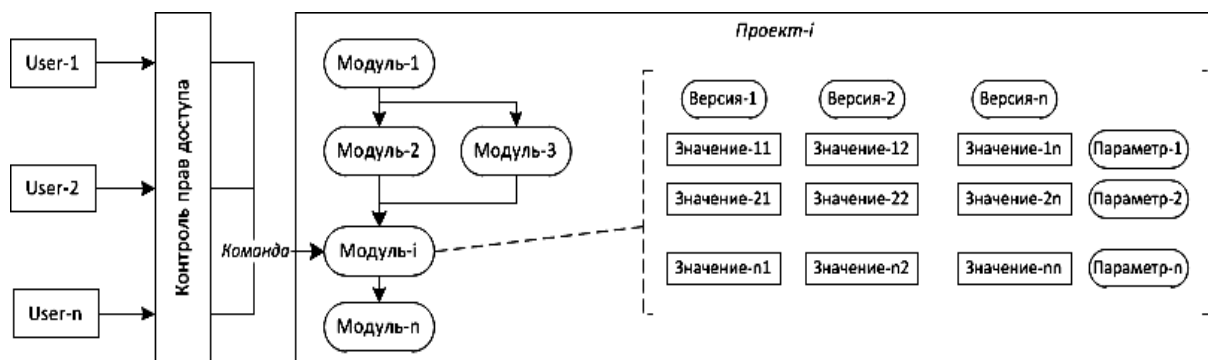 Проект-i
User-1
User-2
User-n
Контроль прав доступа
Команда
Модуль-1
Модуль-2
Модуль-3
Модуль-i
Модуль-n
Версия-1
Версия-2
Версия-n
Значение-11
Значение-12
Значение-1n
Параметр-1
Значение-21
Значение-22
Значение-2n
Параметр-2
Значение-n1
Значение-n2
Значение-nn
Параметр-n